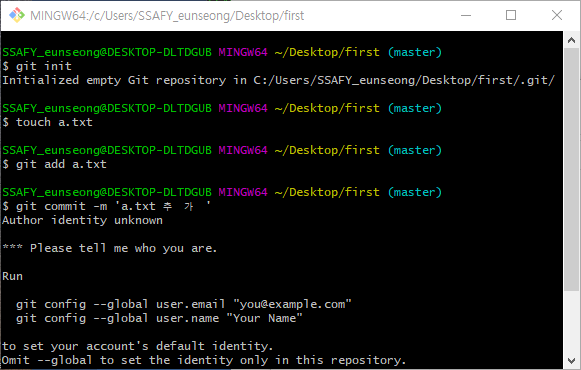 MINGW64:/c/Users/SSAFY_eunseong/Desktop/first
SSAFY_eunseong@DESKTOP-DLTDGUB MINGW64 ~/Desktop/first (master)
$ git init
Initialized empty Git repository in C:/Users/SSAFY_eunseong/Desktop/first/.git/
SSAFY_eunseong@DESKTOP-DLTDGUB MINGW64 ~/Desktop/first (master)
$ touch a.txt
SSAFY_eunseong@DESKTOP-DLTDGUB MINGW64 ~/Desktop/first (master)
$ git add a.txt
SSAFY_eunseong@DESKTOP-DLTDGUB MINGW64 ~/Desktop/first (master)
$ git commit -m 'a.txt 추 가 '
Author identity unknown
*** Please tell me who you are.
Run
git config --global user.email "you@example.com"
git config --global user.name "Your Name"
to set your account's default identity.
Omit --global to set the identity only in this repository.